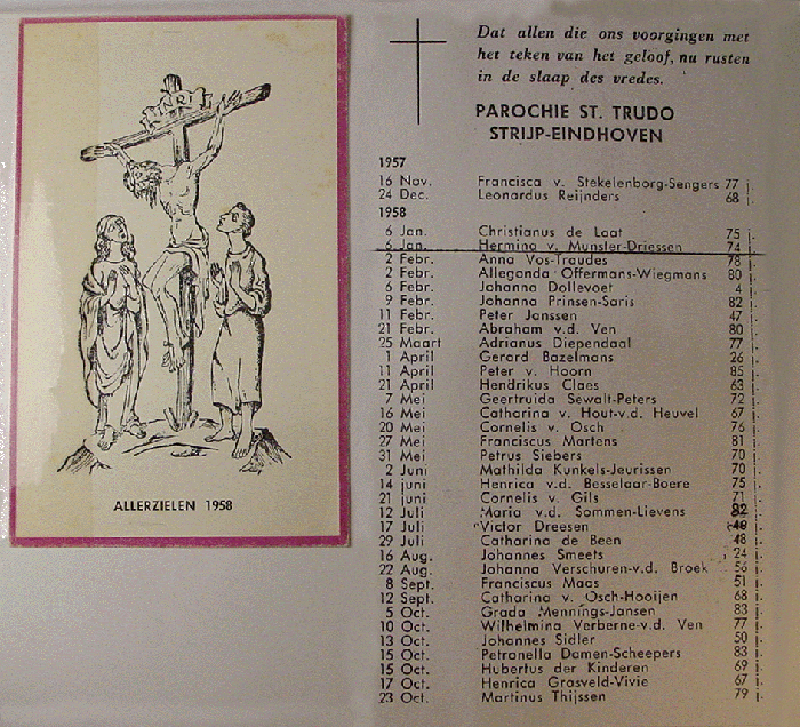 ALLERZIELEN 1958
Dat allen die ons voorgingen met
het teken van het geloof, nu rusten
in de slaap des vredes.
PAROCHIE ST. TRUDO
STRIJP-EINDHOVEN
1957
16 Nov. Francisca v. Stekelenborg-Sengers 77 j.
24 Dec. Leonardus Reijnders 68 j.
1958
6 Jan. Christianus de Laat 75 j.
6 Jan. Hermina v. Munster-Driessen 74 j.
2 Febr. Anna Vos-Traudes 78 j.
2 Febr. Allegonda Offermans-Wiegmans 80 j.
6 Febr. Johanna Dollevoet 4 j.
9 Febr. Johanna Prinsen-Saris 82 j.
11 Febr. Peter Janssen 47 j.
21 Febr. Abraham v.d. Ven 80 j.
25 Maart Adrianus Diependaal 77 j.
1 April Gerard Bazelmans 26 j.
11 April Peter v. Hoorn 85 j.
21 April Hendrikus Claes 63 j.
7 Mei Geertruida Sewalt-Peters 72 j.
16 Mei Catharina v. Hout-v.d. Heuvel 67 j.
20 Mei Cornelis v. Osch 76 j.
27 Mei Franciscus Martens 81 j.
31 Mei Petrus Siebers 70 j.
2 Juni Mathilda Kunkels-Jeurissen 70 j.
14 juni Henrica v.d. Besselaar-Boere 75 j.
21 juni Cornelis v. Gils 71 j.
12 Juli Maria v.d. Sommen-Lievens 82 j.
17 Juli Victor Dreesen 40 j.
29 Juli Catharina de Been 48 j.
16 Aug. Johannes Smeets 24 j.
22 Aug. Johanna Verschuren-v.d. Broek 56 j.
8 Sept. Franciscus Maas 51 j.
12 Sept. Catharina v. Osch-Hooijen 68 j.
5 Oct. Grada Mennings-Jansen 83 j.
10 Oct. Wilhelmina Verberne-v.d. Ven 77 j.
13 Oct. Johannes Sidler 50 j.
15 Oct. Petronella Damen-Scheepers 83 j.
15 Oct. Hubertus der Kinderen 69 j.
17 Oct. Henrica Grasveld-Vivie 67 j.
23 Oct. Martinus Thijssen 79 j.